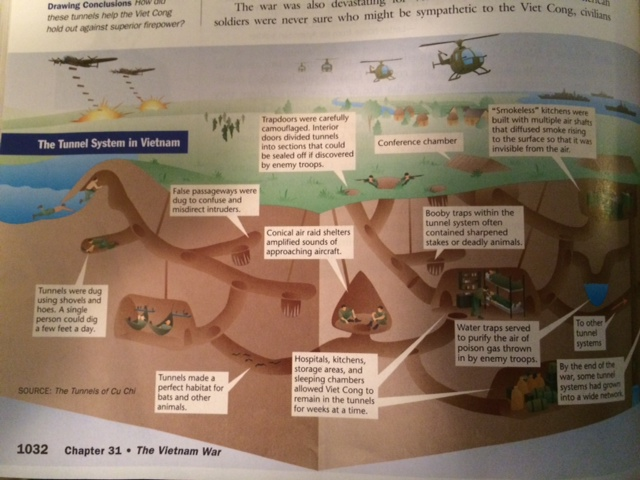 Drawing Conclusions How did
these tunnels help the Viet Cong
hold out against superior firepower?
The war was also devastating for
soldiers were never sure who might be sympathetic to the Viet Cong, civilians
The Tunnel System in Vietnam
Trapdoors were carefully
camouflaged. Interior
doors divided tunnels
into sections that could
be sealed off if discovered
by enemy troops.
Conference chamber
"Smokeless" kitchens were
built with multiple air shafts
that diffused smoke rising
to the surface so that it was
invisible from the air.
False passageways were
dug to confuse and
misdirect intruders.
Booby traps within the
tunnel system often
contained sharpened
stakes or deadly animals.
Conical air raid shelters
amplified sounds of
approaching aircraft.
Tunnels were dug
using shovels and
hoes. A single
person could dig
a few feet a day.
Water traps served
to purify the air of
poison gas thrown
in by enemy troops.
To other
tunnel
systems
Hospitals, kitchens,
storage areas, and
sleeping chambers
allowed Viet Cong to
remain in the tunnels
for weeks at a time.
By the end of the
war, some tunnel
systems had grown
into a wide network.
Tunnels made a
perfect habitat for
bats and other
animals.
SOURCE: The Tunnels of Cu Chi
1032 Chapter 31 • The Vietnam War